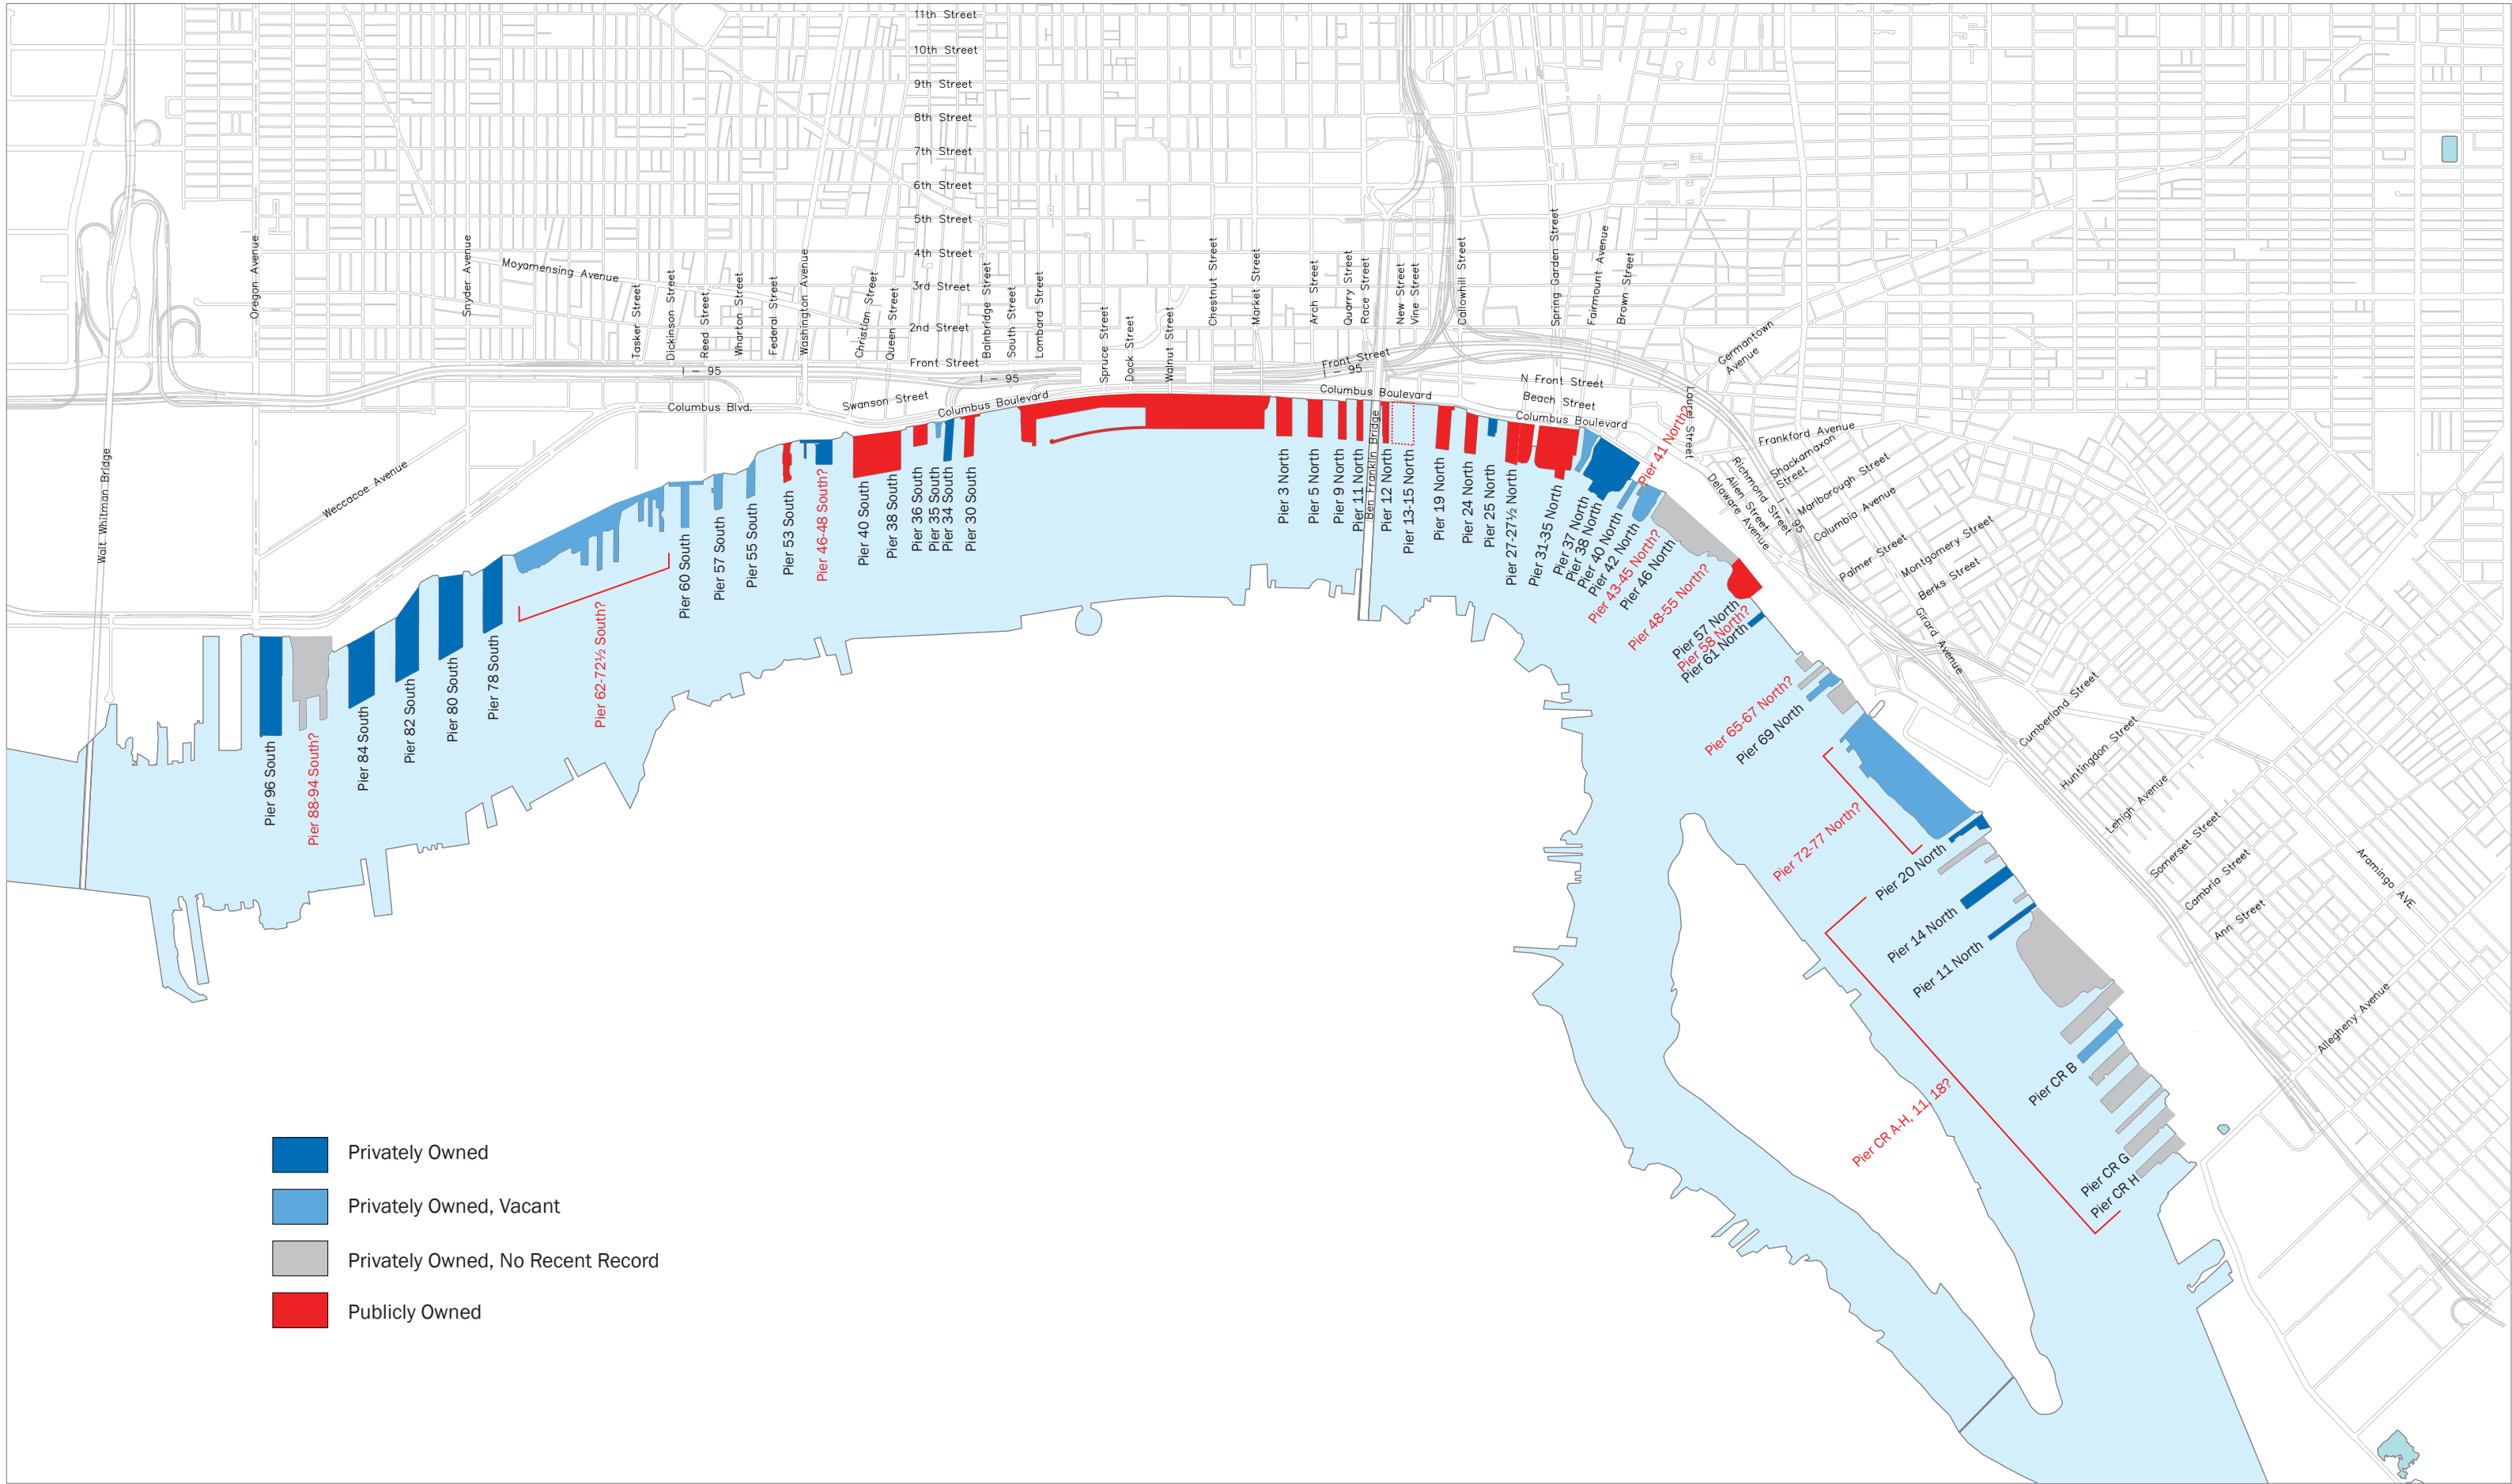 11th Street
10th Street
9th Street
8th Street
7th Street
6th Street
5th Street
4th Street
3rd Street
2nd Street
Front Street
Oregon Avenue
Snyder Avenue
Moyamensing Avenue
Tasker Street
Dickinson Street
Reed Street
Wharton Street
Federal Street
Washington Avenue
Christian Street
Queen Street
Bainbridge Street
South Street
Lombard Street
Spruce Street
Dock Street
Walnut Street
Chestnut Street
Market Street
Arch Street
Quarry Street
Race Street
New Street
Vine Street
Callowhill Street
Spring Garden Street
Fairmount Avenue
Brown Street
Germantown
Avenue
Laurel Street
Front Street
I - 95
I - 95
I - 95
Columbus Blvd.
Swanson Street
Columbus Boulevard
Columbus Boulevard
N Front Street
Beach Street
Columbus Boulevard
Frankford Avenue
Shackamaxon
Street
Marlborough Street
Columbia Avenue
Richmond Street
Allen Street
Delaware Avenue
I - 95
Palmer Street
Montgomery Street
Berks Street
Girard Avenue
Cumberland Street
Huntingdon Street
Lehigh Avenue
Somerset Street
Cambria Street
Ann Street
Aramingo AVE
Allegheny Avenue
Weccacoe Avenue
Walt Whitman Bridge
Ben Franklin Bridge
Pier 96 South
Pier 88-94 South?
Pier 84 South
Pier 82 South
Pier 80 South
Pier 78 South
Pier 62-72½ South?
Pier 60 South
Pier 57 South
Pier 55 South
Pier 53 South
Pier 46-48 South?
Pier 40 South
Pier 38 South
Pier 36 South
Pier 35 South
Pier 34 South
Pier 30 South
Pier 3 North
Pier 5 North
Pier 9 North
Pier 11 North
Pier 12 North
Pier 13-15 North
Pier 19 North
Pier 24 North
Pier 25 North
Pier 27-27½ North
Pier 31-35 North
Pier 37 North
Pier 38 North
Pier 40 North
Pier 41 North?
Pier 42 North
Pier 43-45 North?
Pier 46 North
Pier 48-55 North?
Pier 57 North
Pier 58 North?
Pier 61 North
Pier 65-67 North?
Pier 69 North
Pier 72-77 North?
Pier 20 North
Pier 14 North
Pier 11 North
Pier CR A-H, 11, 18?
Pier CR B
Pier CR G
Pier CR H
Privately Owned
Privately Owned, Vacant
Privately Owned, No Recent Record
Publicly Owned